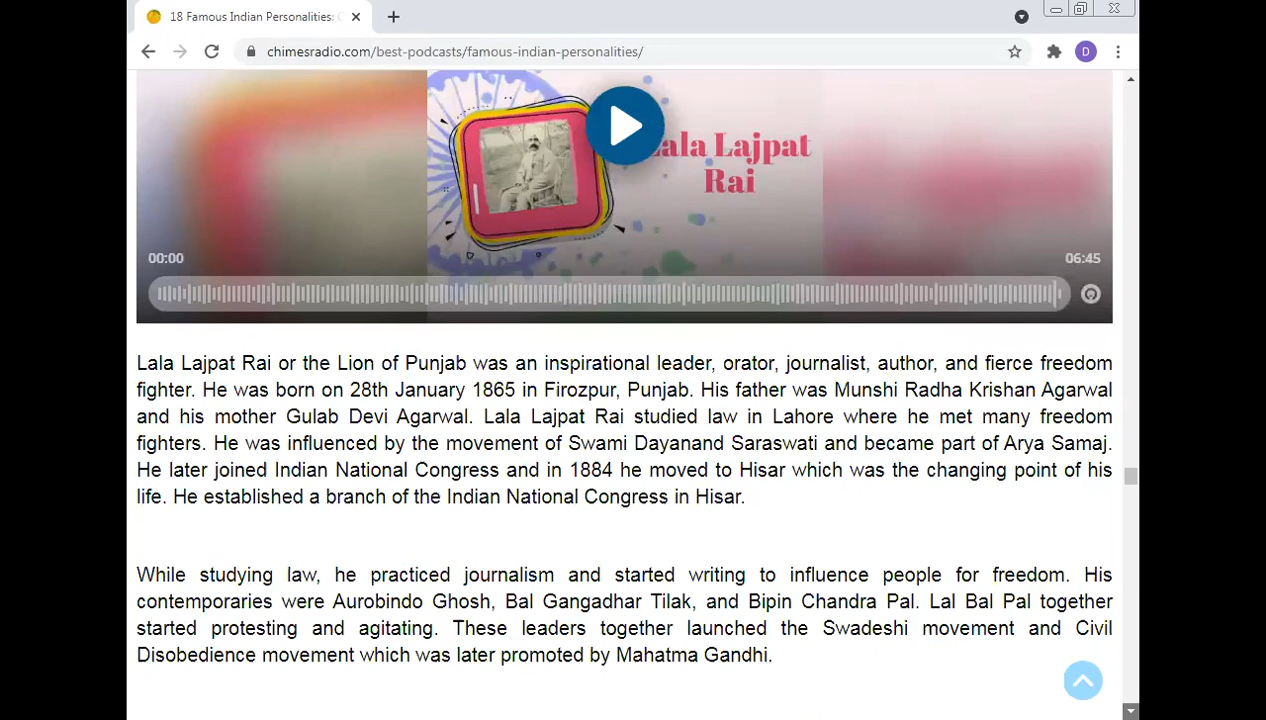 18 Famous Indian Personalities:
chimesradio.com/best-podcasts/famous-indian-personalities/
D
Lala Lajpat
Rai
00:00
06:45
Lala Lajpat Rai or the Lion of Punjab was an inspirational leader, orator, journalist, author, and fierce freedom
fighter. He was born on 28th January 1865 in Firozpur, Punjab. His father was Munshi Radha Krishan Agarwal
and his mother Gulab Devi Agarwal. Lala Lajpat Rai studied law in Lahore where he met many freedom
fighters. He was influenced by the movement of Swami Dayanand Saraswati and became part of Arya Samaj.
He later joined Indian National Congress and in 1884 he moved to Hisar which was the changing point of his
life. He established a branch of the Indian National Congress in Hisar.
While studying law, he practiced journalism and started writing to influence people for freedom. His
contemporaries were Aurobindo Ghosh, Bal Gangadhar Tilak, and Bipin Chandra Pal. Lal Bal Pal together
started protesting and agitating. These leaders together launched the Swadeshi movement and Civil
Disobedience movement which was later promoted by Mahatma Gandhi.